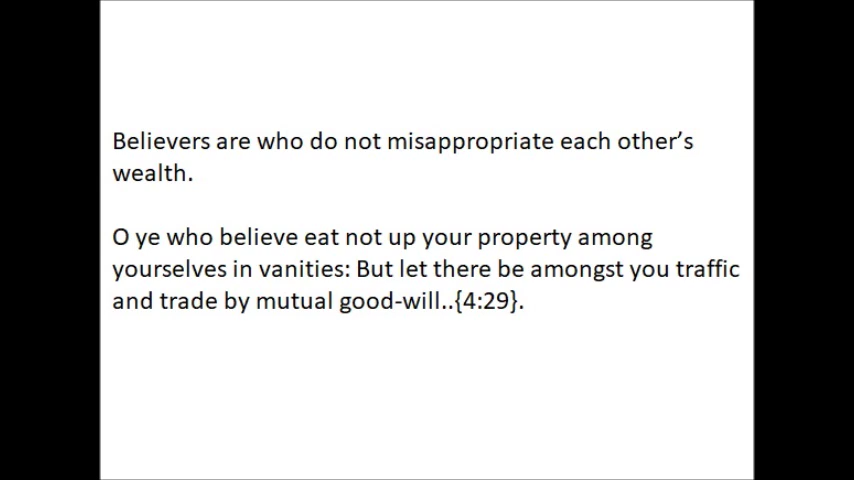 Believers are who do not misappropriate each other’s
wealth.
O ye who believe eat not up your property among
yourselves in vanities: But let there be amongst you traffic
and trade by mutual good-will..{4:29}.